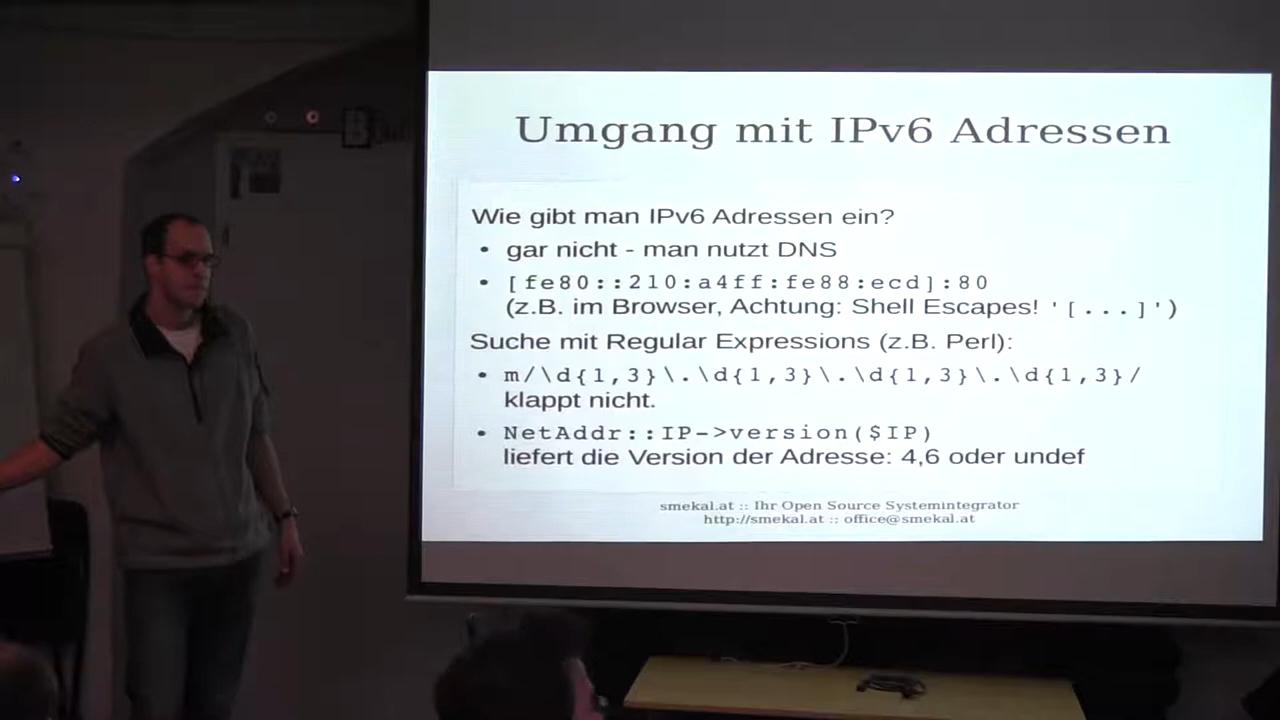 Umgang mit IPv6 Adressen
Wie gibt man IPv6 Adressen ein?
• gar nicht - man nutzt DNS
• [fe80::210:a4ff:fe88:ecd]:80
(z.B. im Browser, Achtung: Shell Escapes! '[...]')
Suche mit Regular Expressions (z.B. Perl):
• m/\d{1,3}\.\d{1,3}\.\d{1,3}\.\d{1,3}/
klappt nicht.
• NetAddr::IP->version($IP)
liefert die Version der Adresse: 4,6 oder undef
smekal.at :: Ihr Open Source Systemintegrator
http://smekal.at :: office@smekal.at